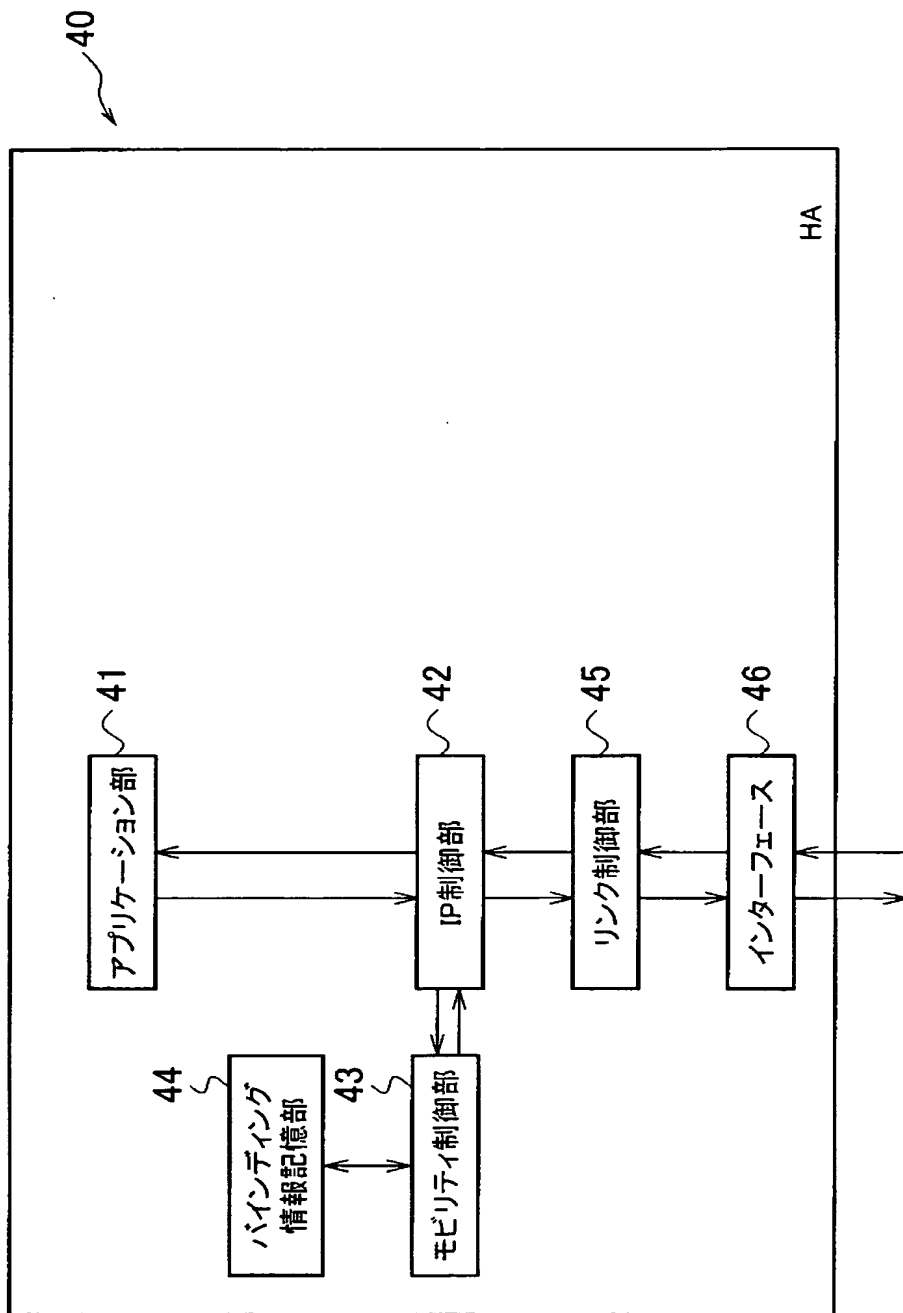 40
41
アプリケーション部
44
バインディング
情報記憶部
43
モビリティ制御部
42
IP制御部
45
リンク制御部
46
インターフェース
HA